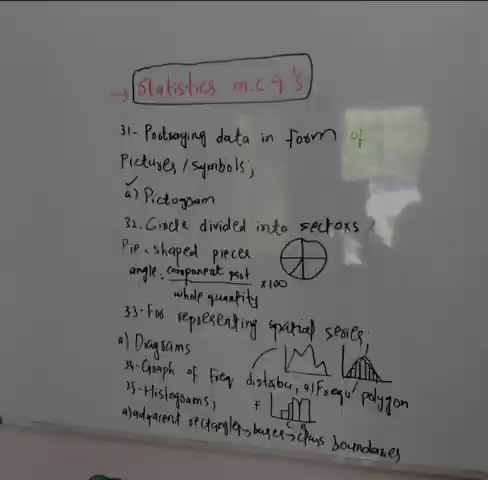 → Statistics m.c.q's
31- Portraying data in form of
Pictures/symbols;
✓a) Pictogram
32. Circle divided into sectors/
Pie-shaped pieces
angle: component part / whole quantity ×100
33- For representing spatial series;
a) Diagrams
34- Graph of Freq distribu, a) Frequ' polygon
35- Histograms; F
a) adjacent rectangles → bases → class boundaries